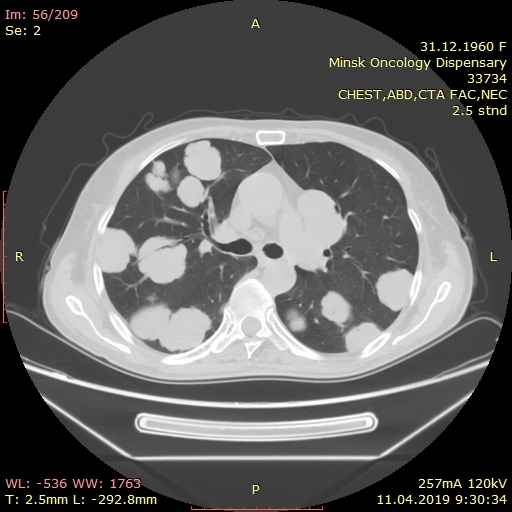 Im: 56/209
Se: 2
A
31.12.1960 F
Minsk Oncology Dispensary
33734
CHEST,ABD,CTA FAC,NEC
2.5 stnd
R
L
WL: -536 WW: 1763
T: 2.5mm L: -292.8mm
P
257mA 120kV
11.04.2019 9:30:34